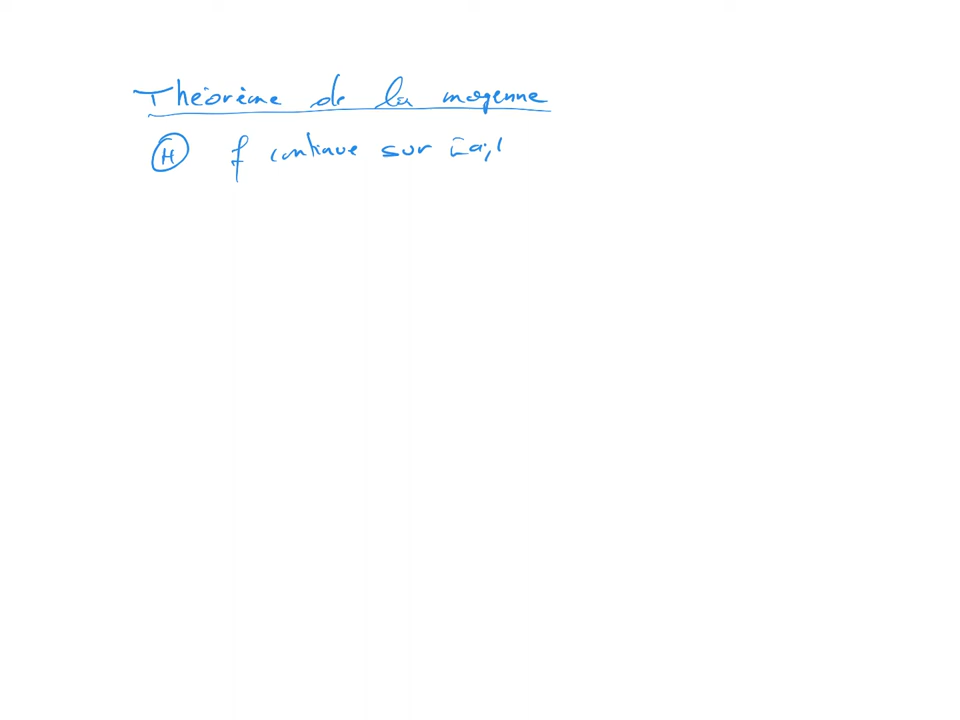 Théorème de la moyenne
Ⓗ f continue sur [a;